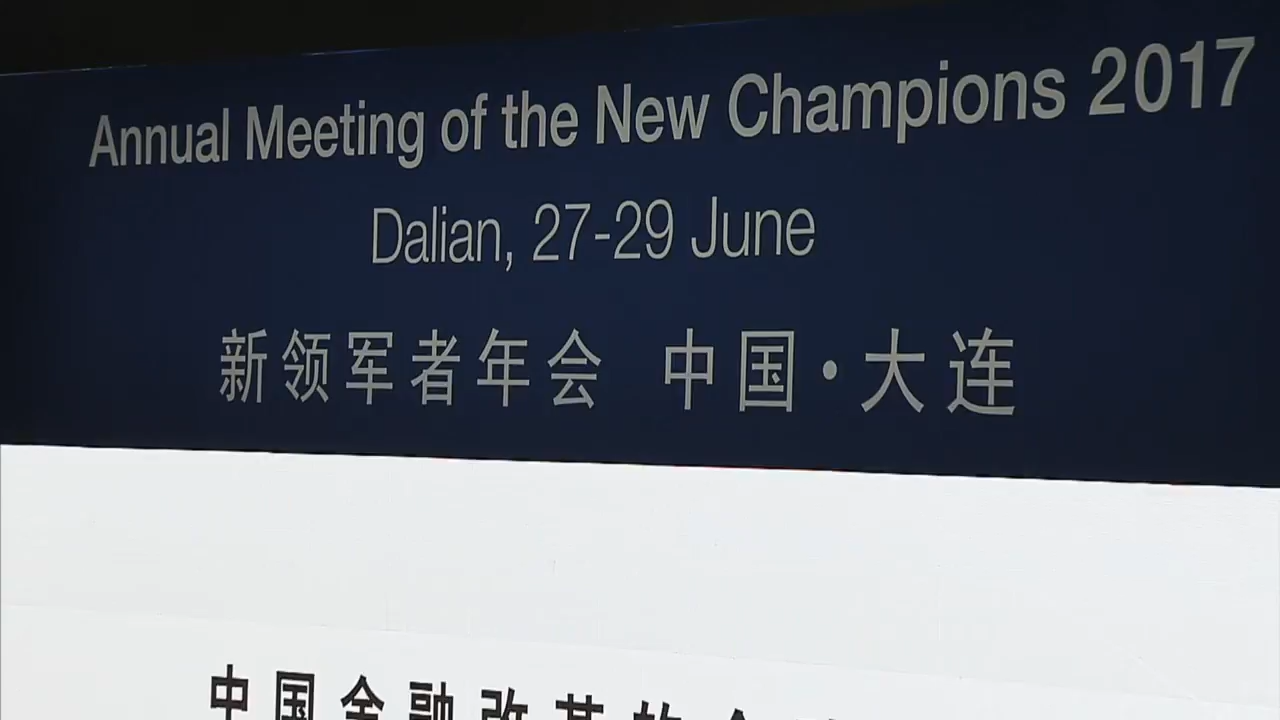 Annual Meeting of the New Champions 2017
Dalian, 27-29 June
新领军者年会 中国·大连
中国金融改革的